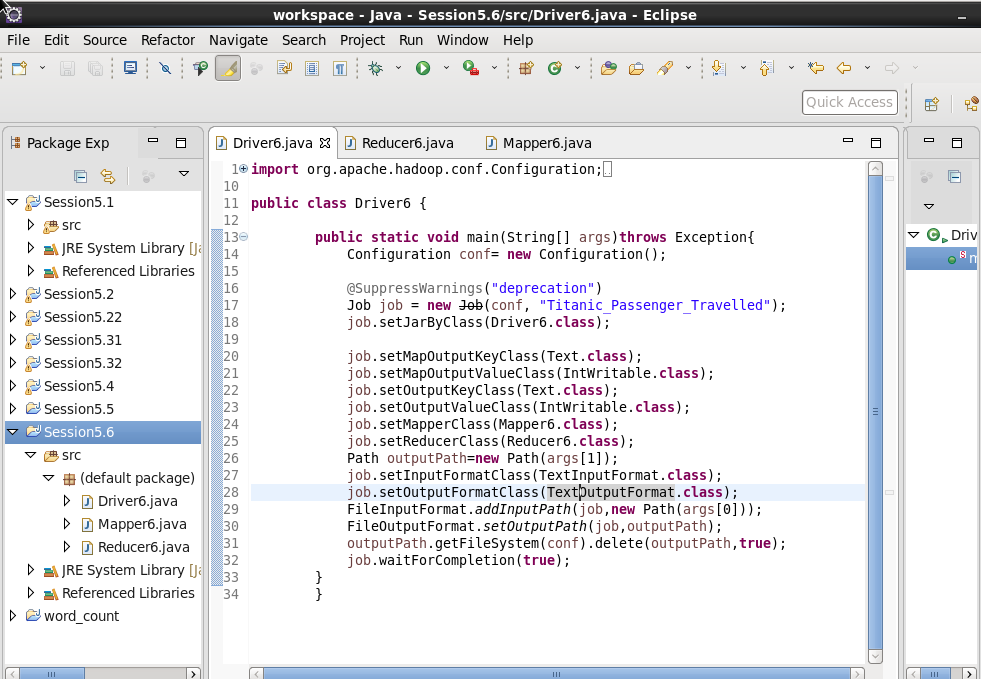 workspace - Java - Session5.6/src/Driver6.java - Eclipse
File Edit Source Refactor Navigate Search Project Run Window Help
Quick Access
Package Exp
Session5.1
src
JRE System Library [Ja
Referenced Libraries
Session5.2
Session5.22
Session5.31
Session5.32
Session5.4
Session5.5
Session5.6
src
(default package)
Driver6.java
Mapper6.java
Reducer6.java
JRE System Library [Ja
Referenced Libraries
word_count
Driver6.java Reducer6.java Mapper6.java
1 import org.apache.hadoop.conf.Configuration;
10
11 public class Driver6 {
12
13 public static void main(String[] args)throws Exception{
14 Configuration conf= new Configuration();
15
16 @SuppressWarnings("deprecation")
17 Job job = new Job(conf, "Titanic_Passenger_Travelled");
18 job.setJarByClass(Driver6.class);
19
20 job.setMapOutputKeyClass(Text.class);
21 job.setMapOutputValueClass(IntWritable.class);
22 job.setOutputKeyClass(Text.class);
23 job.setOutputValueClass(IntWritable.class);
24 job.setMapperClass(Mapper6.class);
25 job.setReducerClass(Reducer6.class);
26 Path outputPath=new Path(args[1]);
27 job.setInputFormatClass(TextInputFormat.class);
28 job.setOutputFormatClass(TextOutputFormat.class);
29 FileInputFormat.addInputPath(job,new Path(args[0]));
30 FileOutputFormat.setOutputPath(job,outputPath);
31 outputPath.getFileSystem(conf).delete(outputPath,true);
32 job.waitForCompletion(true);
33 }
34 }
Driv